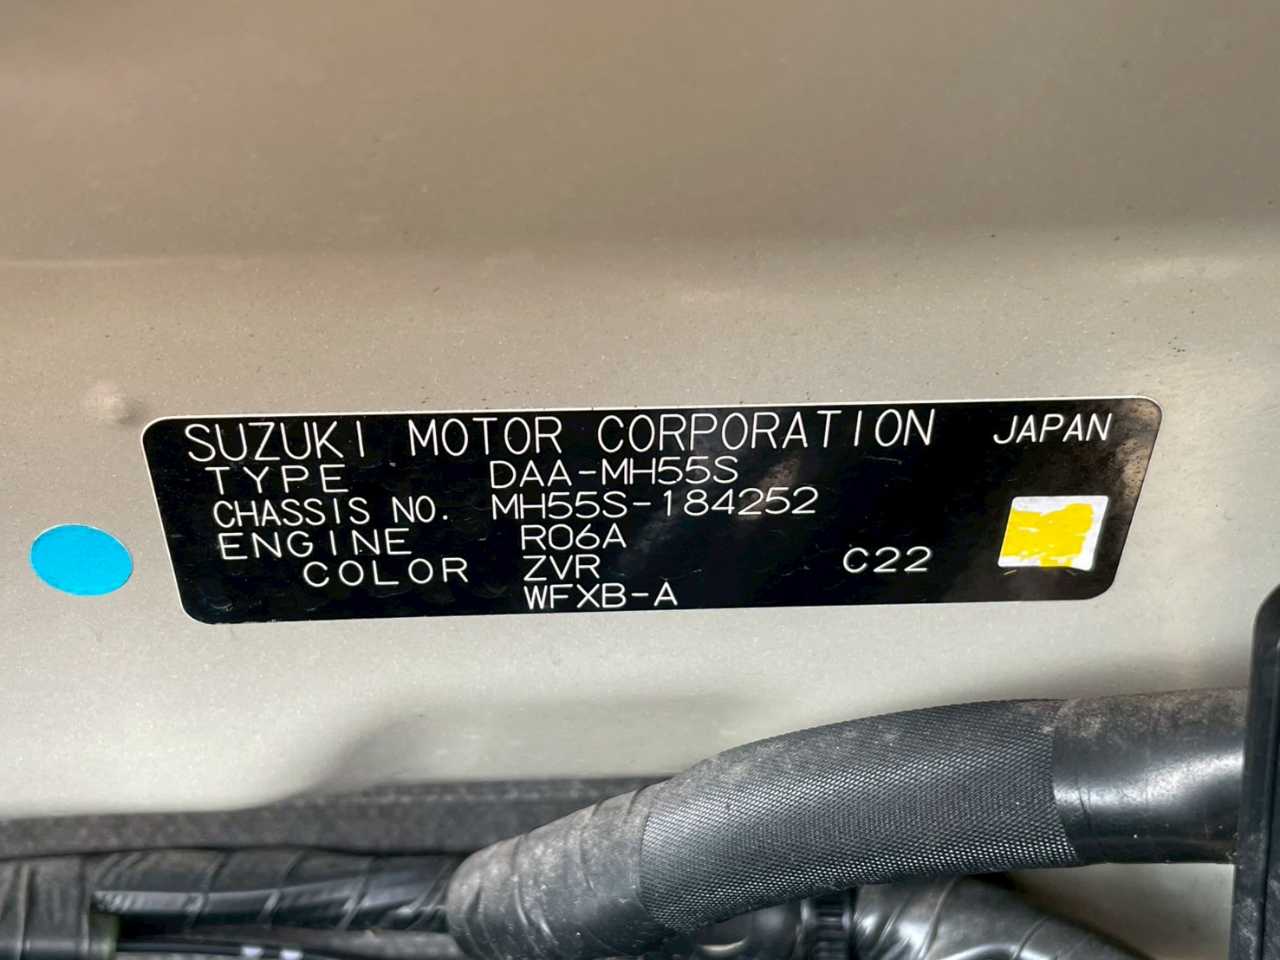 SUZUKI MOTOR CORPORATION JAPAN
TYPE DAA-MH55S
CHASSIS NO. MH55S-184252
ENGINE R06A
COLOR ZVR C22
WFXB-A